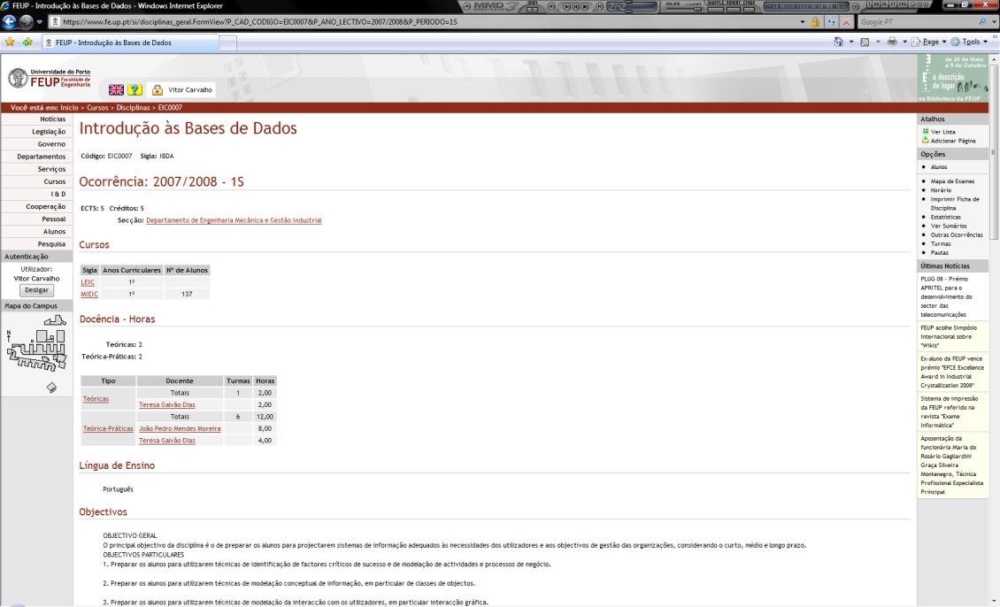 FEUP - Introdução às Bases de Dados - Windows Internet Explorer
https://www.fe.up.pt/si/disciplinas_geral.FormView?P_CAD_CODIGO=EIC0007&P_ANO_LECTIVO=2007/2008&P_PERIODO=1S
Google PT
FEUP - Introdução às Bases de Dados
Page
Tools
Universidade do Porto
FEUP Faculdade de Engenharia
Vitor Carvalho
de 28 de Maio
a 5 de Outubro
a descrição
do lugar
na Biblioteca da FEUP
Você está em: Início > Cursos > Disciplinas > EIC0007
Notícias
Legislação
Governo
Departamentos
Serviços
Cursos
I & D
Cooperação
Pessoal
Alunos
Pesquisa
Autenticação
Utilizador:
Vitor Carvalho
Desligar
Mapa do Campus
N
Introdução às Bases de Dados
Código: EIC0007 Sigla: IBDA
Ocorrência: 2007/2008 - 1S
ECTS: 5 Créditos: 5
Secção: Departamento de Engenharia Mecânica e Gestão Industrial
Cursos
Sigla Anos Curriculares Nº de Alunos
LEIC 1º
MIEIC 1º 137
Docência - Horas
Teóricas: 2
Teórica-Práticas: 2
Tipo Docente Turmas Horas
Teóricas Totais 1 2,00
Teresa Galvão Dias 2,00
Teórica-Práticas Totais 6 12,00
João Pedro Mendes Moreira 8,00
Teresa Galvão Dias 4,00
Língua de Ensino
Português
Objectivos
OBJECTIVO GERAL
O principal objectivo da disciplina é o de preparar os alunos para projectarem sistemas de informação adequados às necessidades dos utilizadores e aos objectivos de gestão das organizações, considerando o curto, médio e longo prazo.
OBJECTIVOS PARTICULARES
1. Preparar os alunos para utilizarem técnicas de identificação de factores críticos de sucesso e de modelação de actividades e processos de negócio.
2. Preparar os alunos para utilizarem técnicas de modelação conceptual de informação, em particular de classes de objectos.
3. Preparar os alunos para utilizarem técnicas de modelação da interacção com os utilizadores, em particular interacção gráfica.
Atalhos
Ver Lista
Adicionar Página
Opções
Alunos
Mapa de Exames
Horário
Imprimir Ficha de
Disciplina
Estatísticas
Ver Sumários
Outras Ocorrências
Turmas
Pautas
Últimas Notícias
PLUG 08 - Prémio
APRITEL para o
desenvolvimento do
sector das
telecomunicações
FEUP acolhe Simpósio
Internacional sobre
"Wikis"
Ex-aluno da FEUP vence
prémio "EFCE Excellence
Award in Industrial
Crystallization 2008"
Sistema de impressão
da FEUP referido na
revista "Exame
Informática"
Aposentação da
funcionária Maria do
Rosário Gagliardini
Graça Silveira
Montenegro, Técnica
Profissional Especialista
Principal